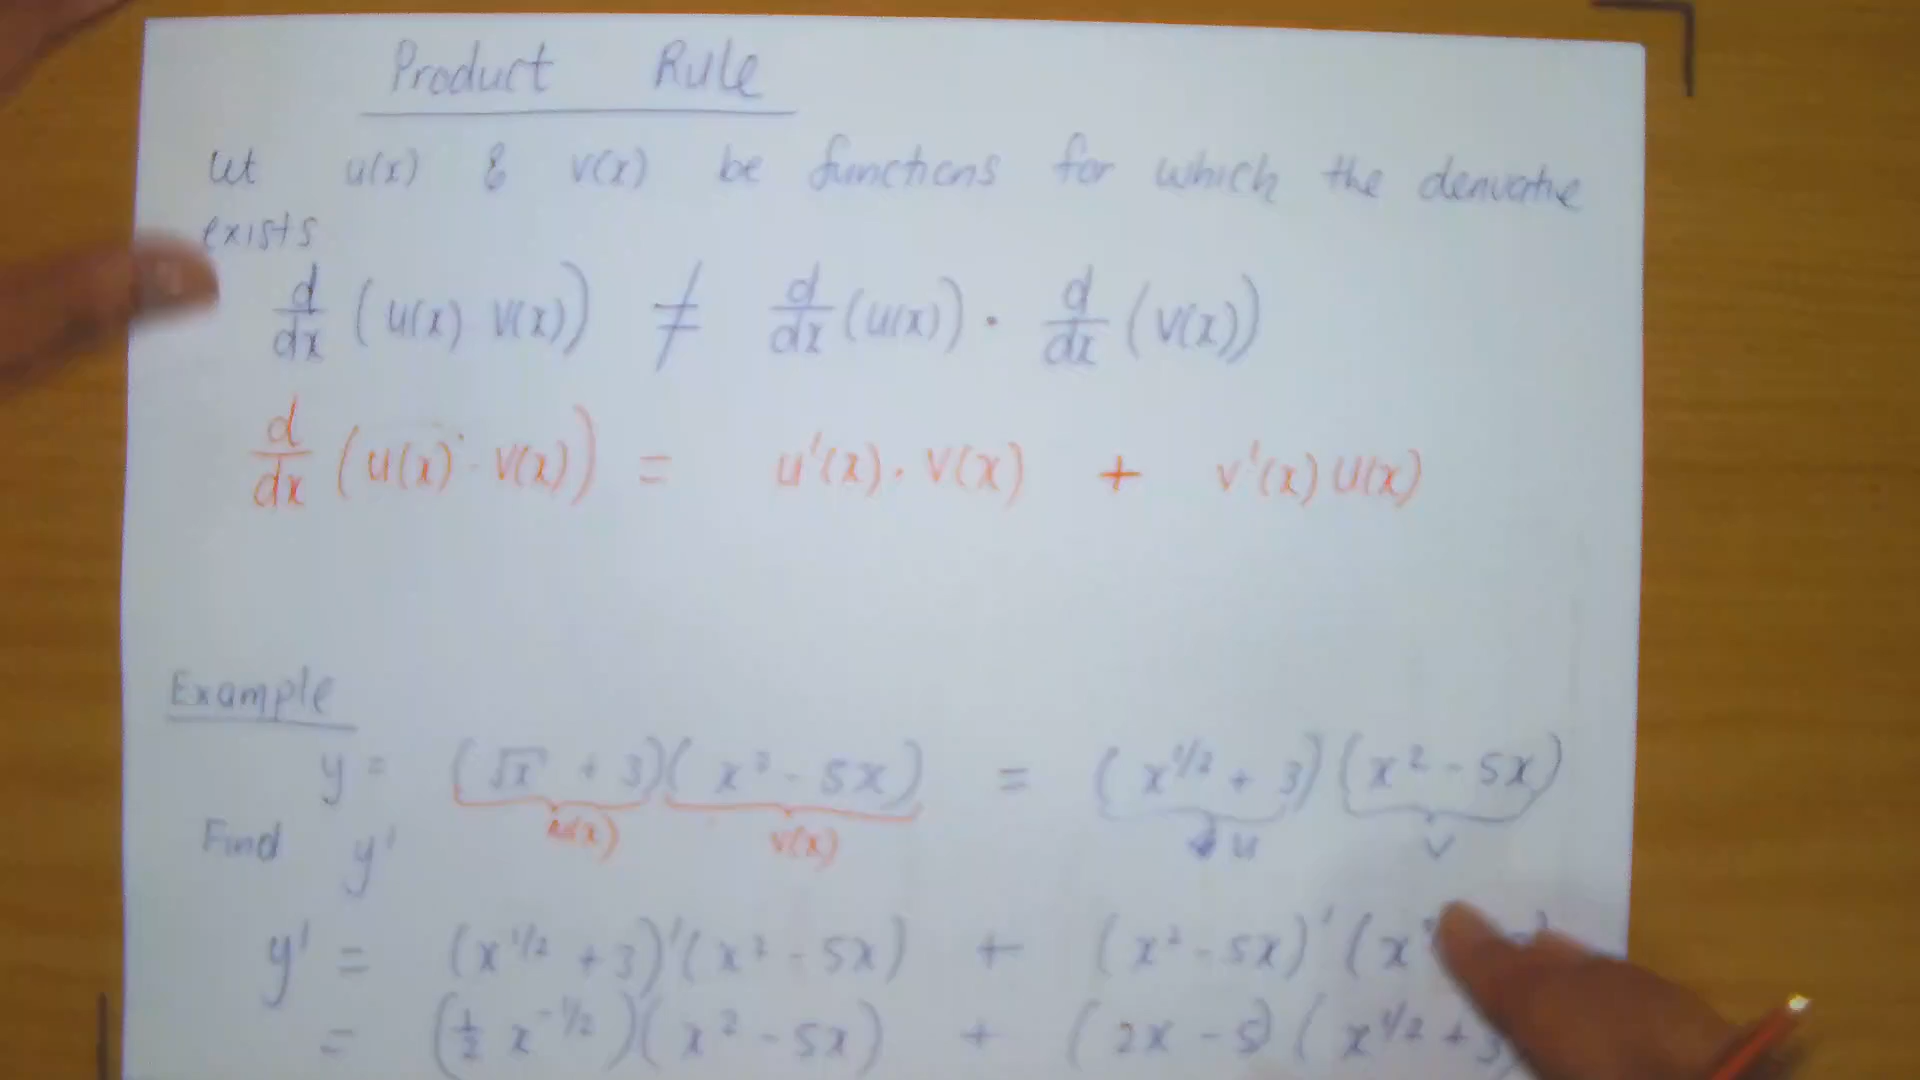 Product Rule
Let u(x) & v(x) be functions for which the derivative
exists
d/dx (u(x) v(x)) ≠ d/dx (u(x)) · d/dx (v(x))
d/dx (u(x) · v(x)) = u'(x) · v(x) + v'(x) u(x)
Example
y = (√x + 3)(x² - 5x) = (x^1/2 + 3)(x² - 5x)
u(x) v(x) u v
Find y'
y' = (x^1/2 + 3)'(x² - 5x) + (x² - 5x)'(x
= (1/2 x^-1/2)(x² - 5x) + (2x - 5)(x^1/2 + 3